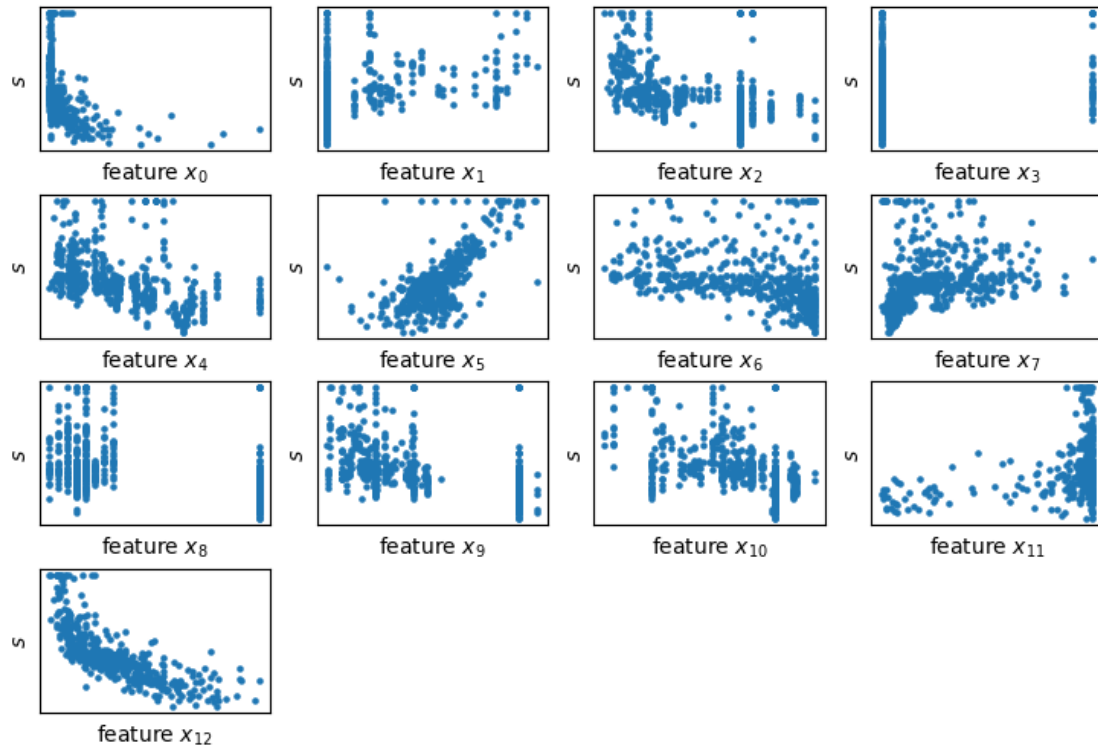 s s s s
feature x₀ feature x₁ feature x₂ feature x₃
s s s s
feature x₄ feature x₅ feature x₆ feature x₇
s s s s
feature x₈ feature x₉ feature x₁₀ feature x₁₁
s
feature x₁₂